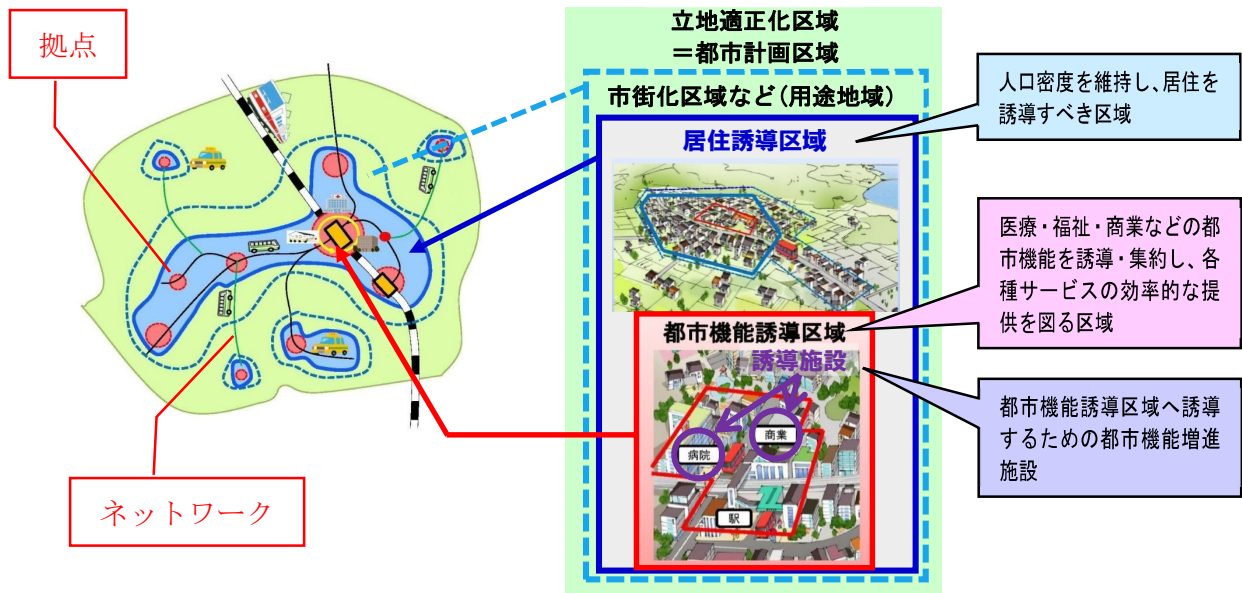 拠点
ネットワーク
立地適正化区域
＝都市計画区域
市街化区域など（用途地域）
居住誘導区域
都市機能誘導区域
誘導施設
商業
病院
駅
人口密度を維持し、居住を
誘導すべき区域
医療・福祉・商業などの都
市機能を誘導・集約し、各
種サービスの効率的な提
供を図る区域
都市機能誘導区域へ誘導
するための都市機能増進
施設